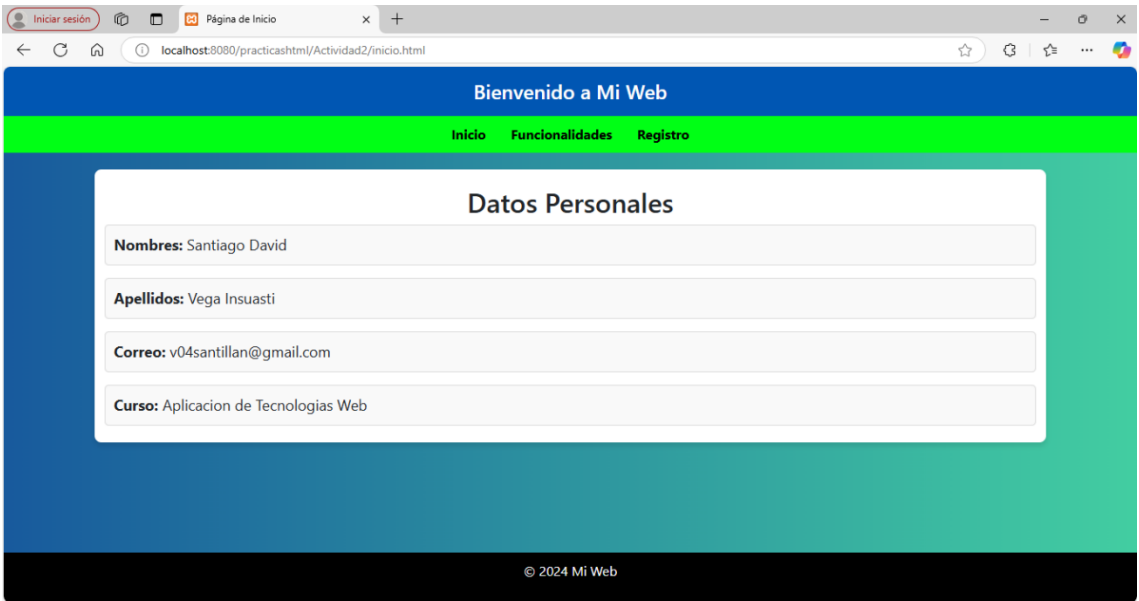 Iniciar sesión
Página de Inicio
localhost:8080/practicashtml/Actividad2/inicio.html
Bienvenido a Mi Web
Inicio Funcionalidades Registro
Datos Personales
Nombres: Santiago David
Apellidos: Vega Insuasti
Correo: v04santillan@gmail.com
Curso: Aplicacion de Tecnologias Web
© 2024 Mi Web